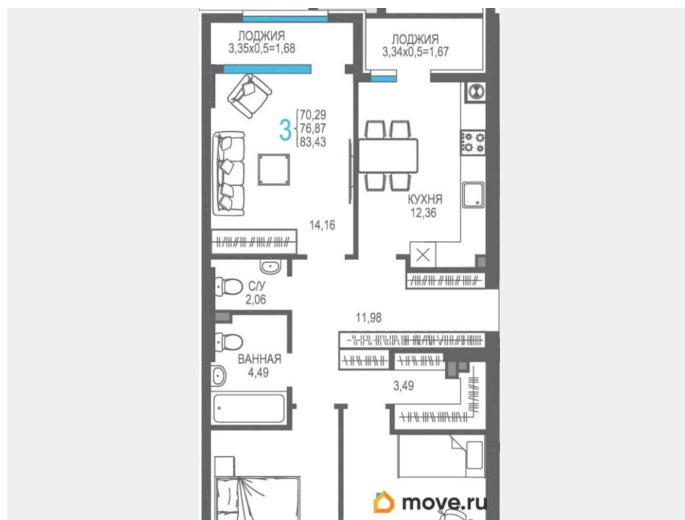 ЛОДЖИЯ
3,35х0,5=1,68
ЛОДЖИЯ
3,34х0,5=1,67
3
70,29
76,87
83,43
14,16
КУХНЯ
12,36
С/У
2,06
11,98
ВАННАЯ
4,49
3,49
move.ru